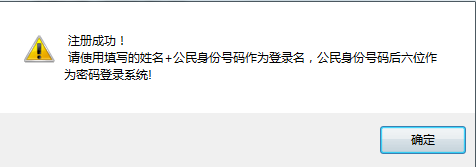 注册成功！
请使用填写的姓名+公民身份号码作为登录名，公民身份号码后六位作
为密码登录系统!
确定